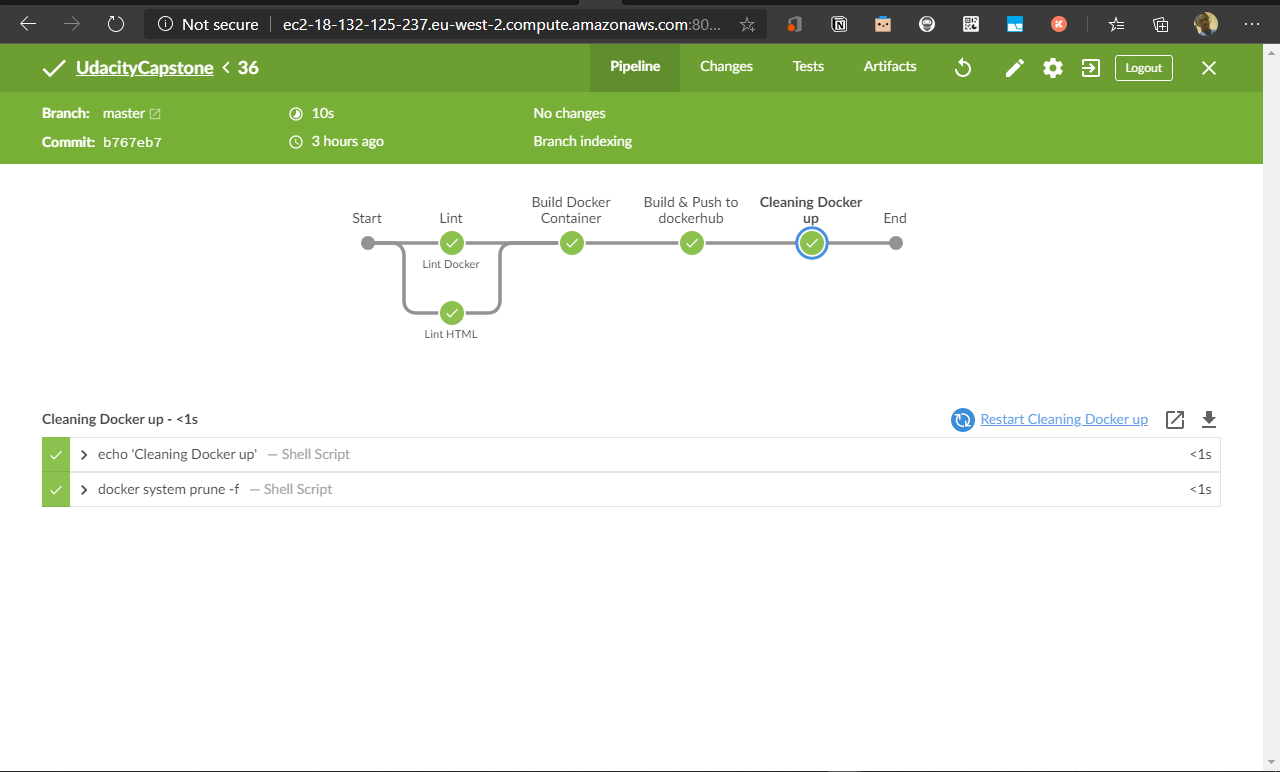 Not secure ec2-18-132-125-237.eu-west-2.compute.amazonaws.com:80...
UdacityCapstone < 36 Pipeline Changes Tests Artifacts Logout
Branch: master 10s No changes
Commit: b767eb7 3 hours ago Branch indexing
Start Lint Build Docker Container Build & Push to dockerhub Cleaning Docker up End
Lint Docker
Lint HTML
Cleaning Docker up - <1s Restart Cleaning Docker up
echo 'Cleaning Docker up' — Shell Script <1s
docker system prune -f — Shell Script <1s